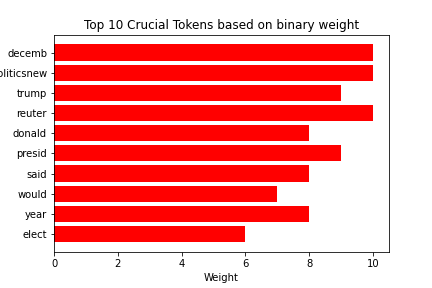 Top 10 Crucial Tokens based on binary weight
decemb
oliticsnew
trump
reuter
donald
presid
said
would
year
elect
0 2 4 6 8 10
Weight